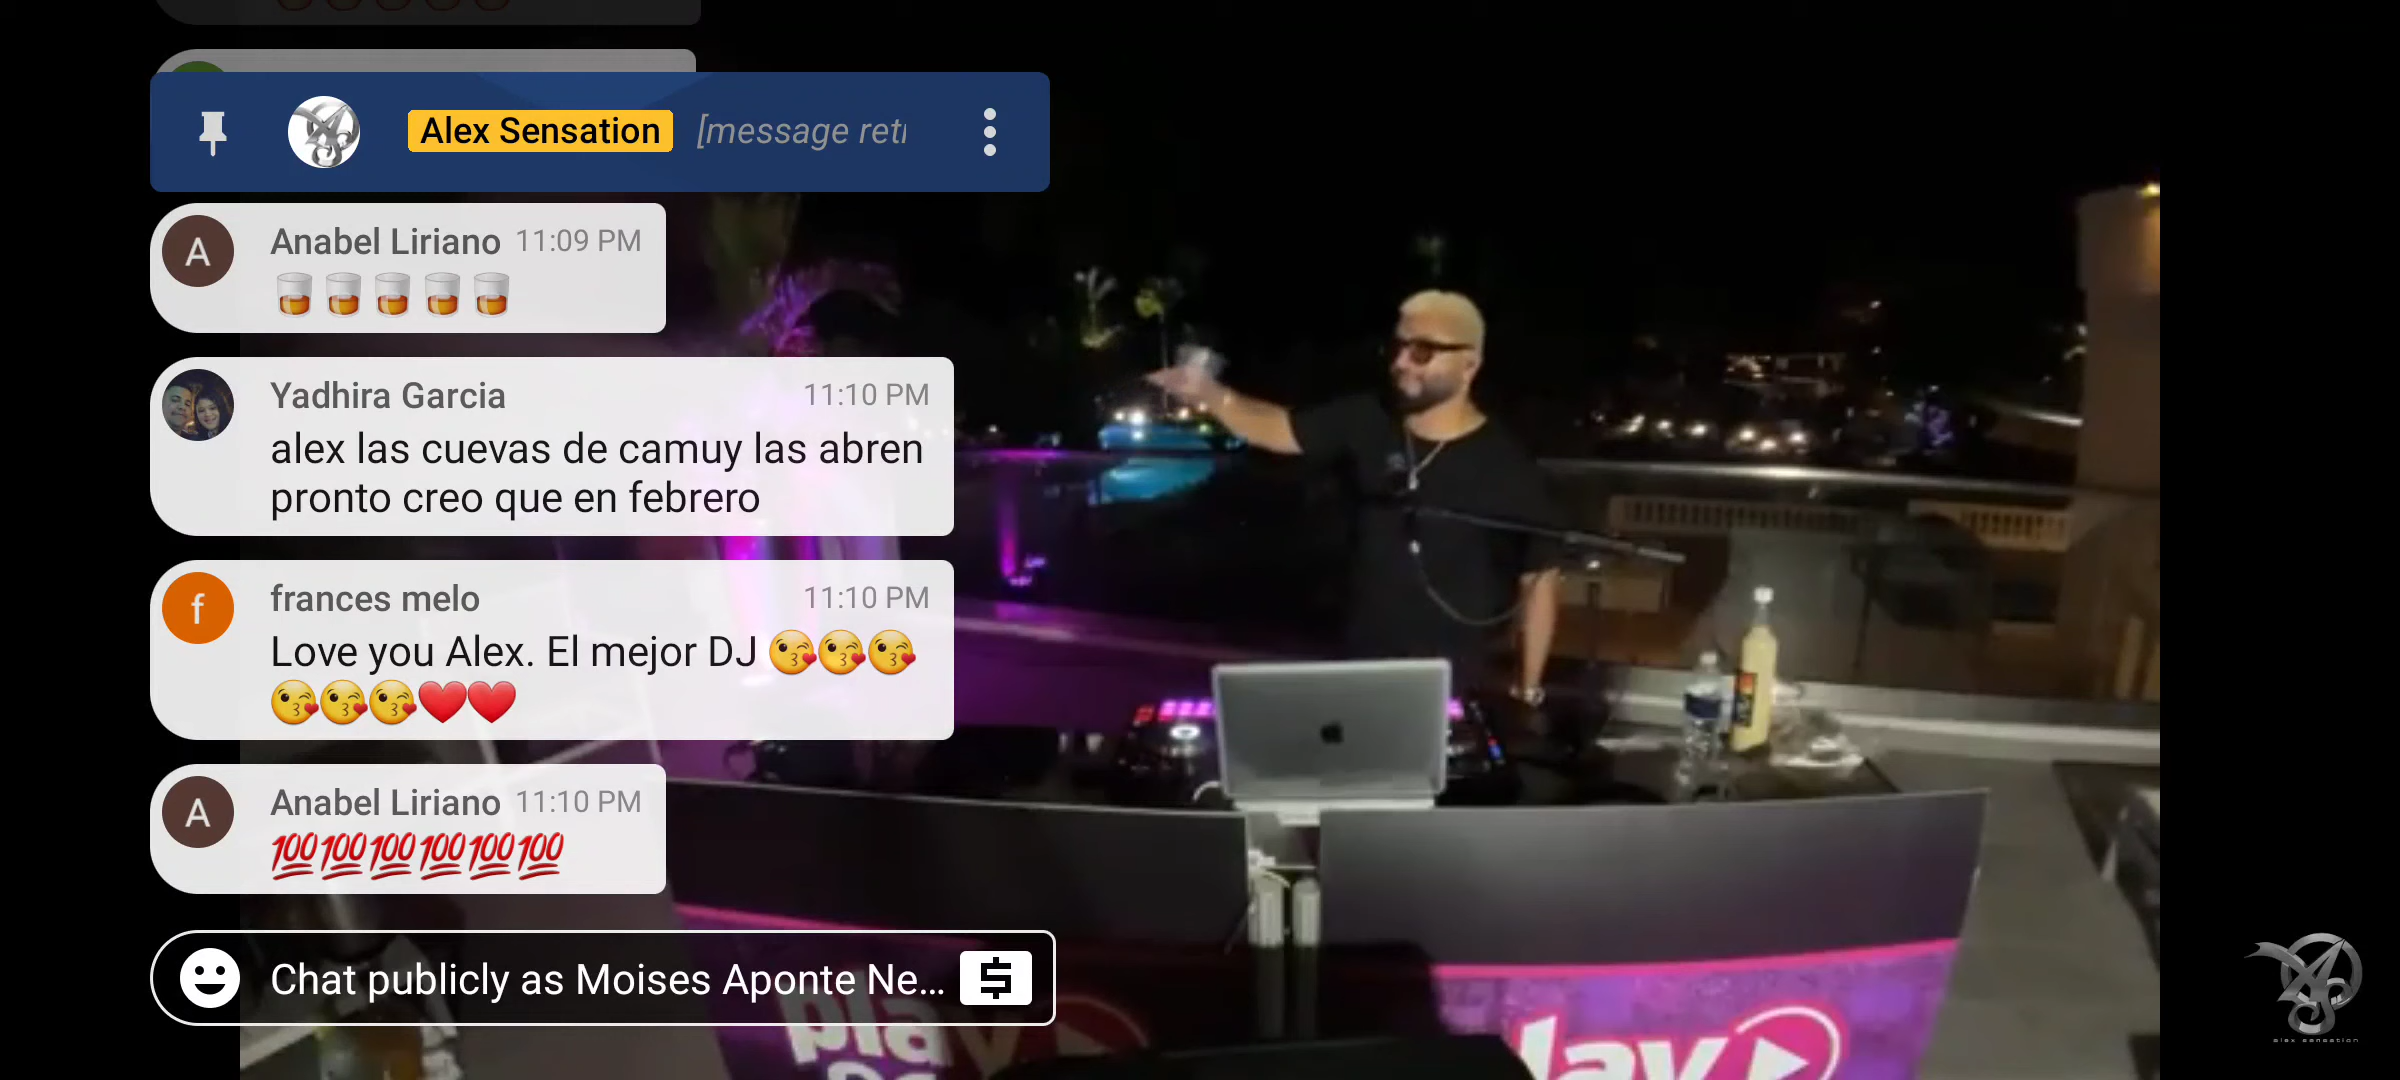 Alex Sensation [message ret
Anabel Liriano 11:09 PM
🥃🥃🥃🥃🥃
Yadhira Garcia 11:10 PM
alex las cuevas de camuy las abren
pronto creo que en febrero
frances melo 11:10 PM
Love you Alex. El mejor DJ 😘😘😘
😘😘😘❤️❤️
Anabel Liriano 11:10 PM
💯💯💯💯💯💯
Chat publicly as Moises Aponte Ne...
alex sensation